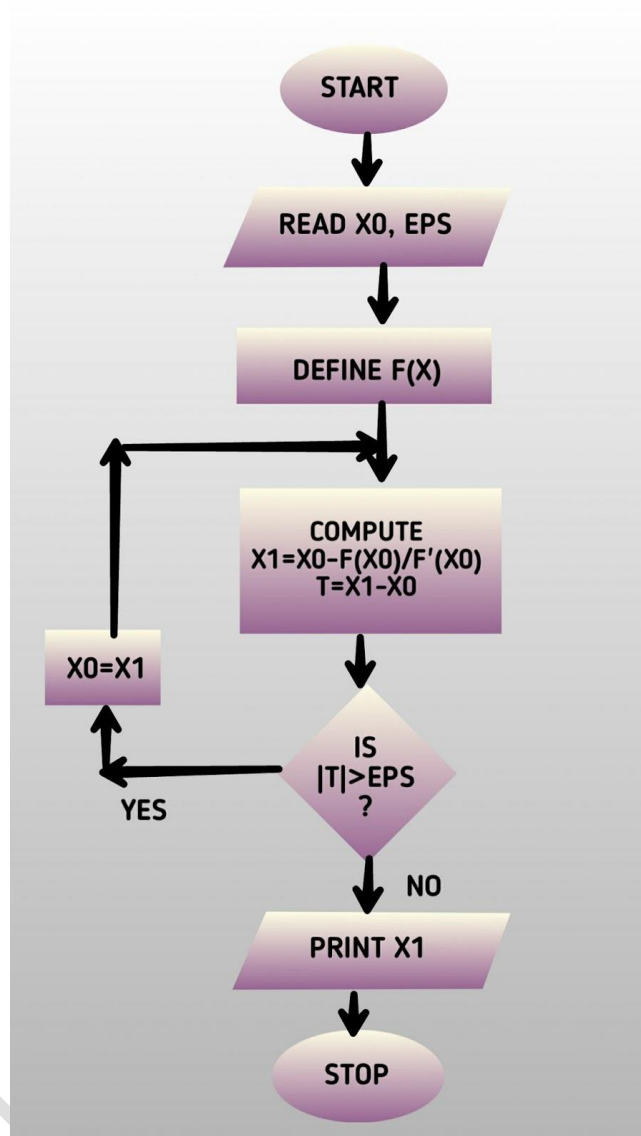 START
READ X0, EPS
DEFINE F(X)
COMPUTE
X1=X0-F(X0)/F'(X0)
T=X1-X0
X0=X1
IS
|T|>EPS
?
YES
NO
PRINT X1
STOP